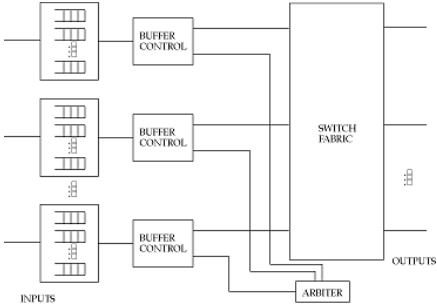 BUFFER
CONTROL
BUFFER
CONTROL
SWITCH
FABRIC
BUFFER
CONTROL
OUTPUTS
INPUTS
ARBITER